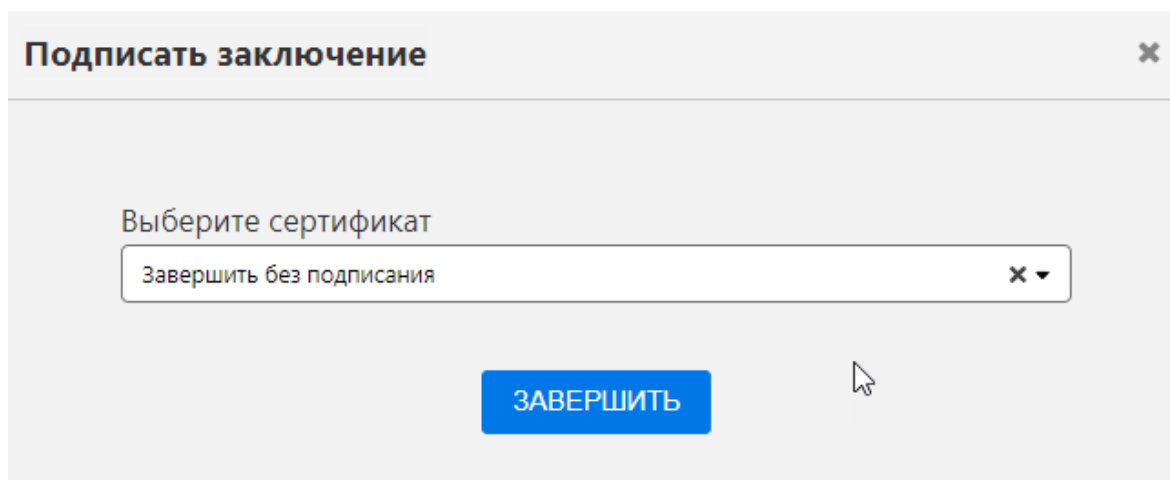 Подписать заключение
Выберите сертификат
Завершить без подписания
ЗАВЕРШИТЬ